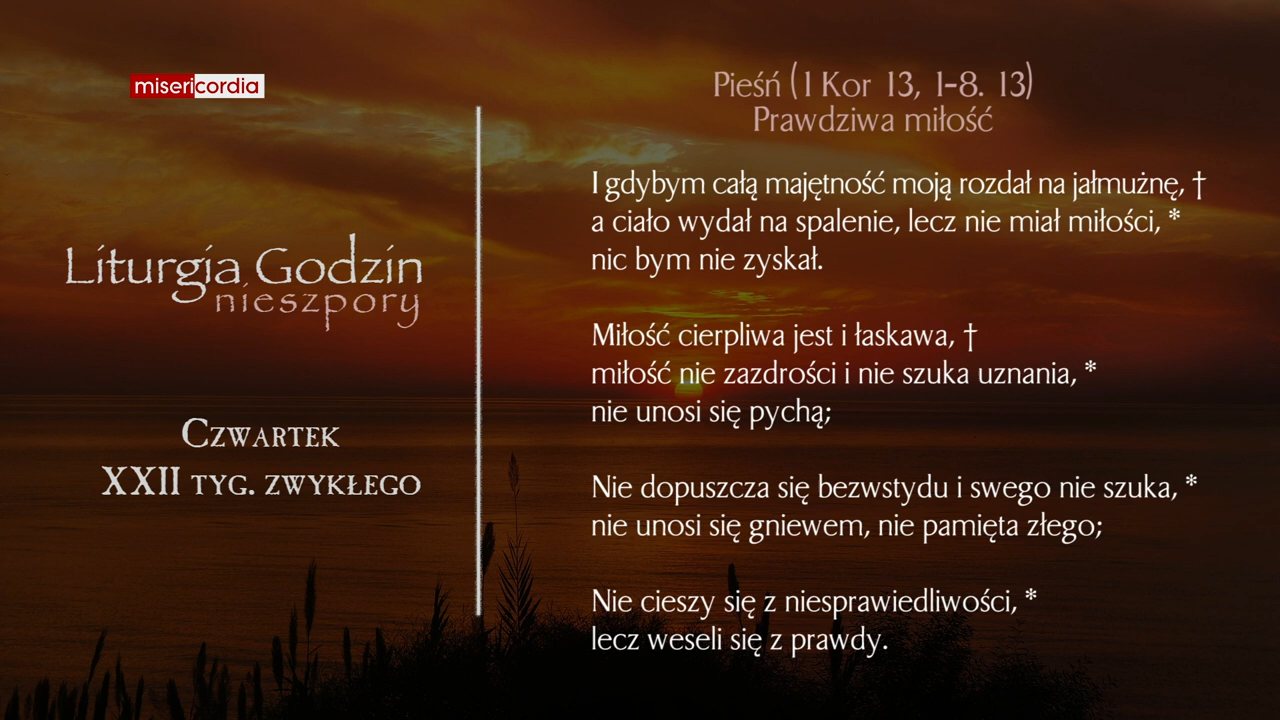 misericordia
Liturgia Godzin
nieszpory
Czwartek
XXII tyg. zwykłego
Pieśń (1 Kor 13, 1-8. 13)
Prawdziwa miłość
I gdybym całą majętność moją rozdał na jałmużnę, †
a ciało wydał na spalenie, lecz nie miał miłości, *
nic bym nie zyskał.
Miłość cierpliwa jest i łaskawa, †
miłość nie zazdrości i nie szuka uznania, *
nie unosi się pychą;
Nie dopuszcza się bezwstydu i swego nie szuka, *
nie unosi się gniewem, nie pamięta złego;
Nie cieszy się z niesprawiedliwości, *
lecz weseli się z prawdy.